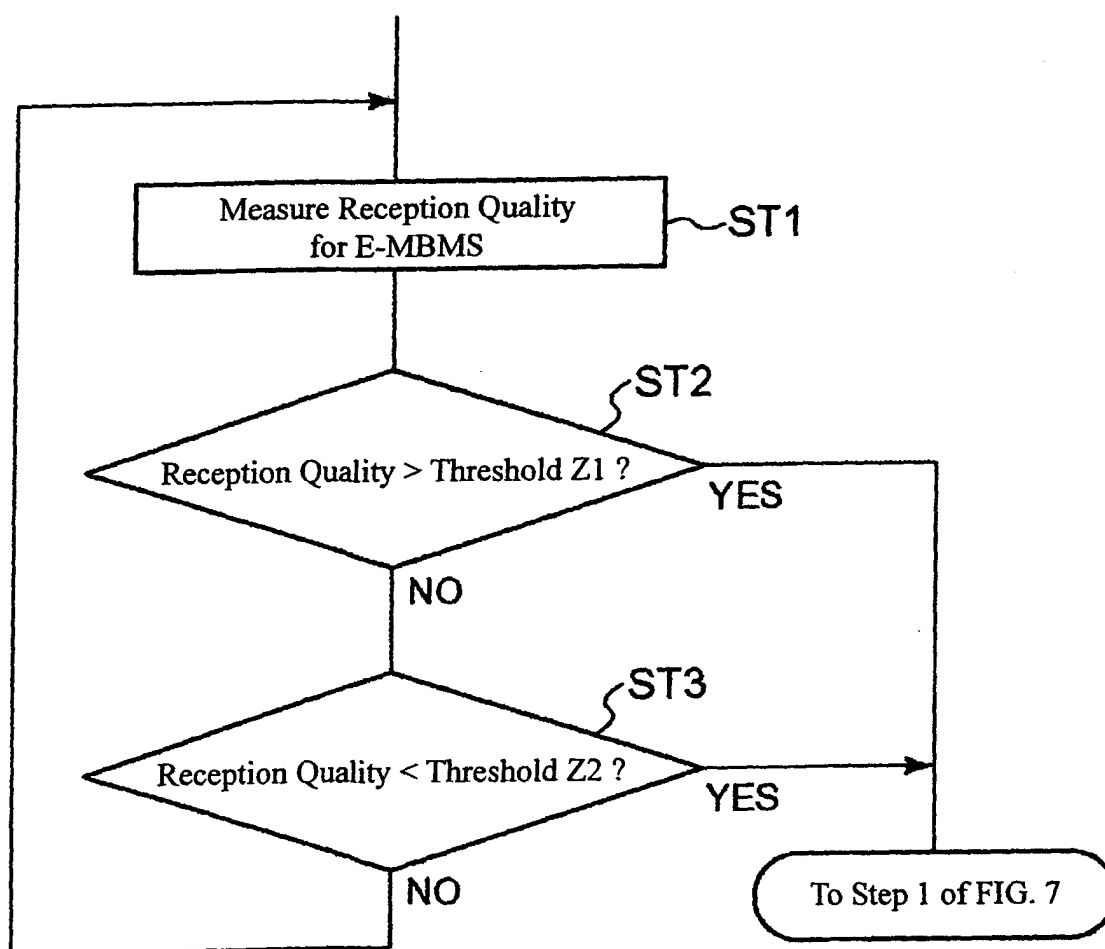 Measure Reception Quality
for E-MBMS
ST1
ST2
Reception Quality > Threshold Z1 ?
YES
NO
ST3
Reception Quality < Threshold Z2 ?
YES
NO
To Step 1 of FIG. 7